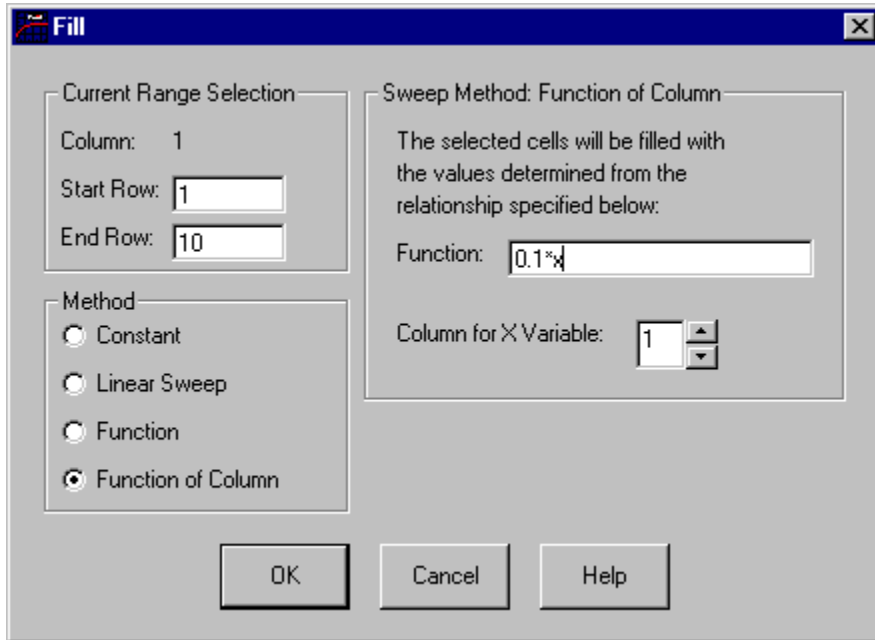 Fill
Current Range Selection
Column: 1
Start Row: 1
End Row: 10
Method
Constant
Linear Sweep
Function
Function of Column
Sweep Method: Function of Column
The selected cells will be filled with
the values determined from the
relationship specified below:
Function: 0.1*x
Column for X Variable: 1
OK Cancel Help